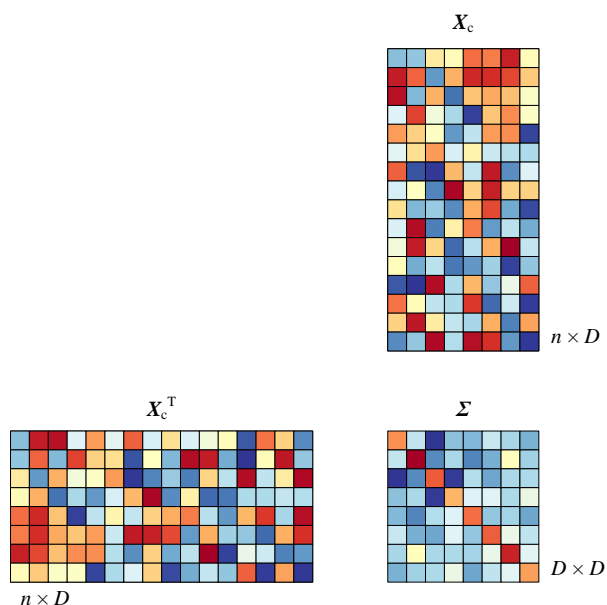 X_c
n × D
X_c^T
Σ
D × D
n × D